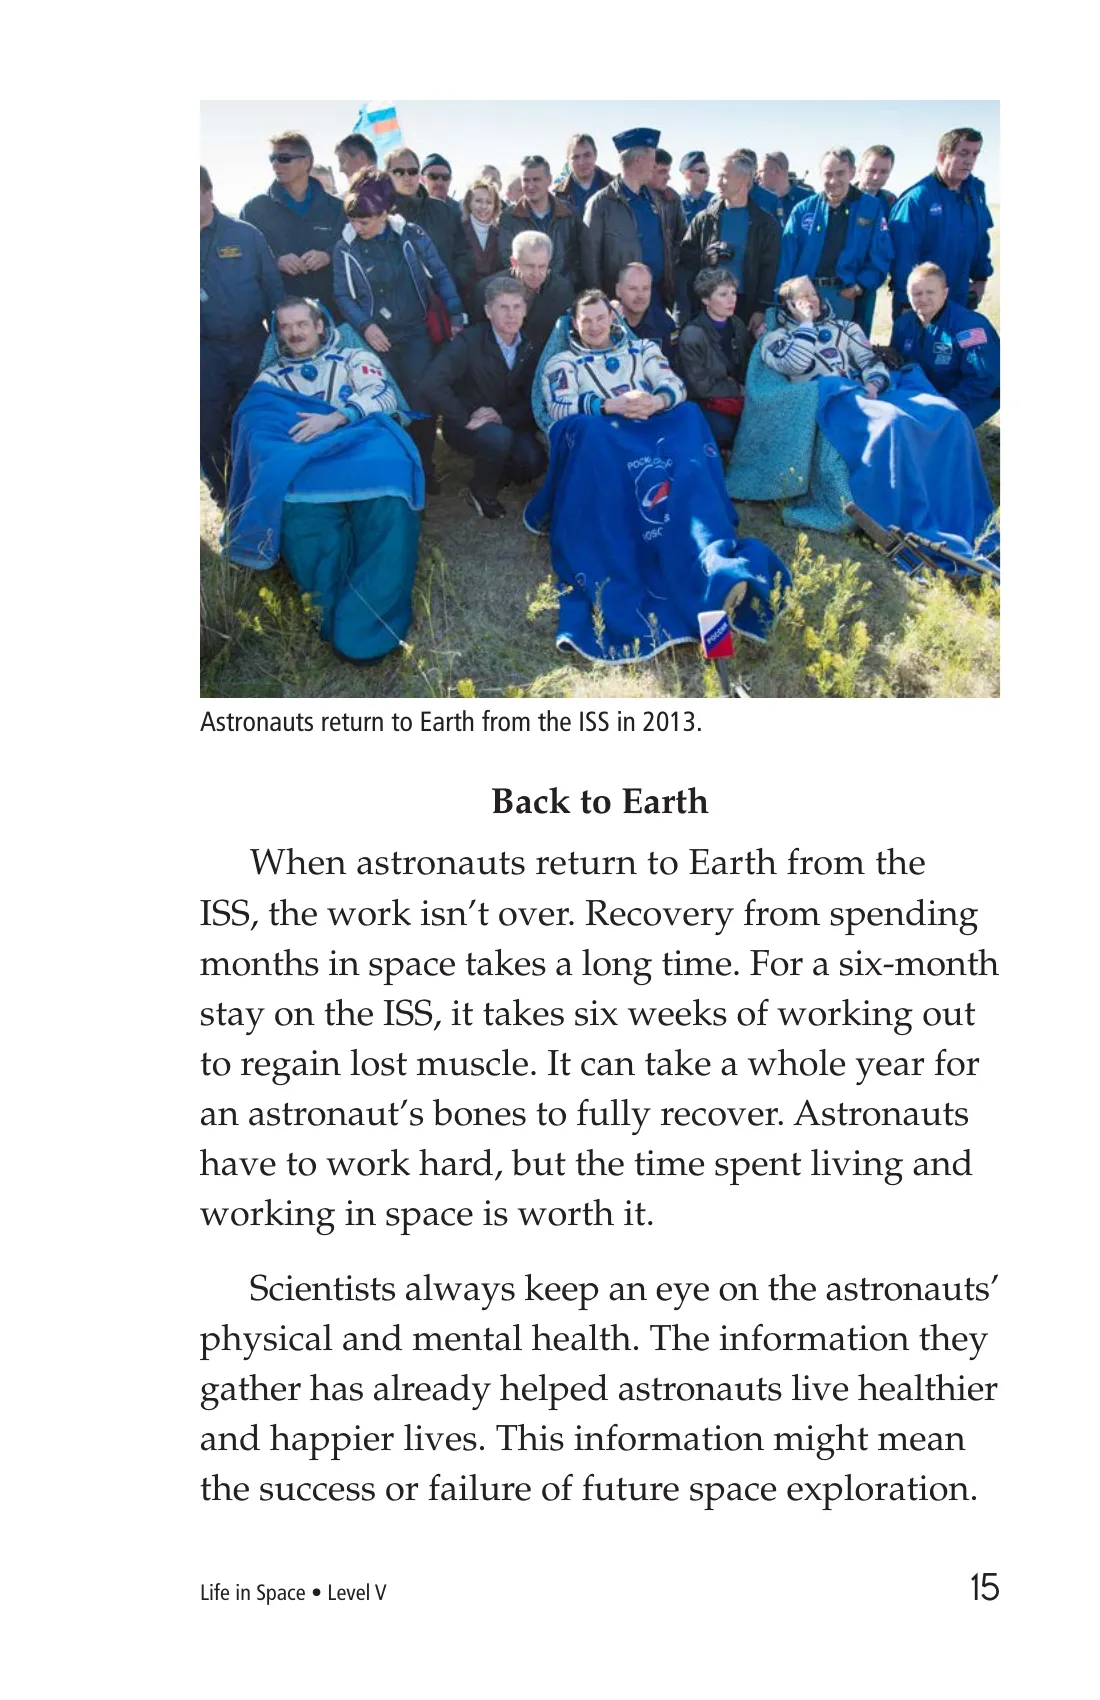 РОССИЯ
Astronauts return to Earth from the ISS in 2013.
Back to Earth
When astronauts return to Earth from the
ISS, the work isn’t over. Recovery from spending
months in space takes a long time. For a six-month
stay on the ISS, it takes six weeks of working out
to regain lost muscle. It can take a whole year for
an astronaut’s bones to fully recover. Astronauts
have to work hard, but the time spent living and
working in space is worth it.
Scientists always keep an eye on the astronauts’
physical and mental health. The information they
gather has already helped astronauts live healthier
and happier lives. This information might mean
the success or failure of future space exploration.
Life in Space • Level V
15